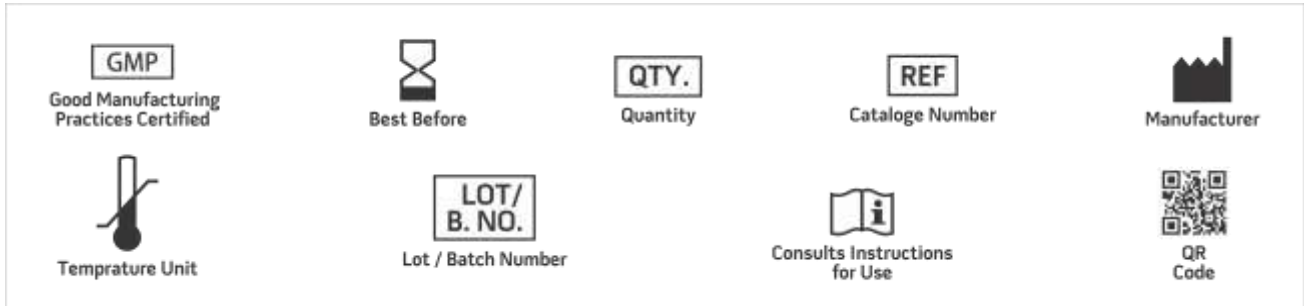 GMP
Good Manufacturing
Practices Certified
Best Before
QTY.
Quantity
REF
Cataloge Number
Manufacturer
Temprature Unit
LOT/
B. NO.
Lot / Batch Number
i
Consults Instructions
for Use
QR
Code